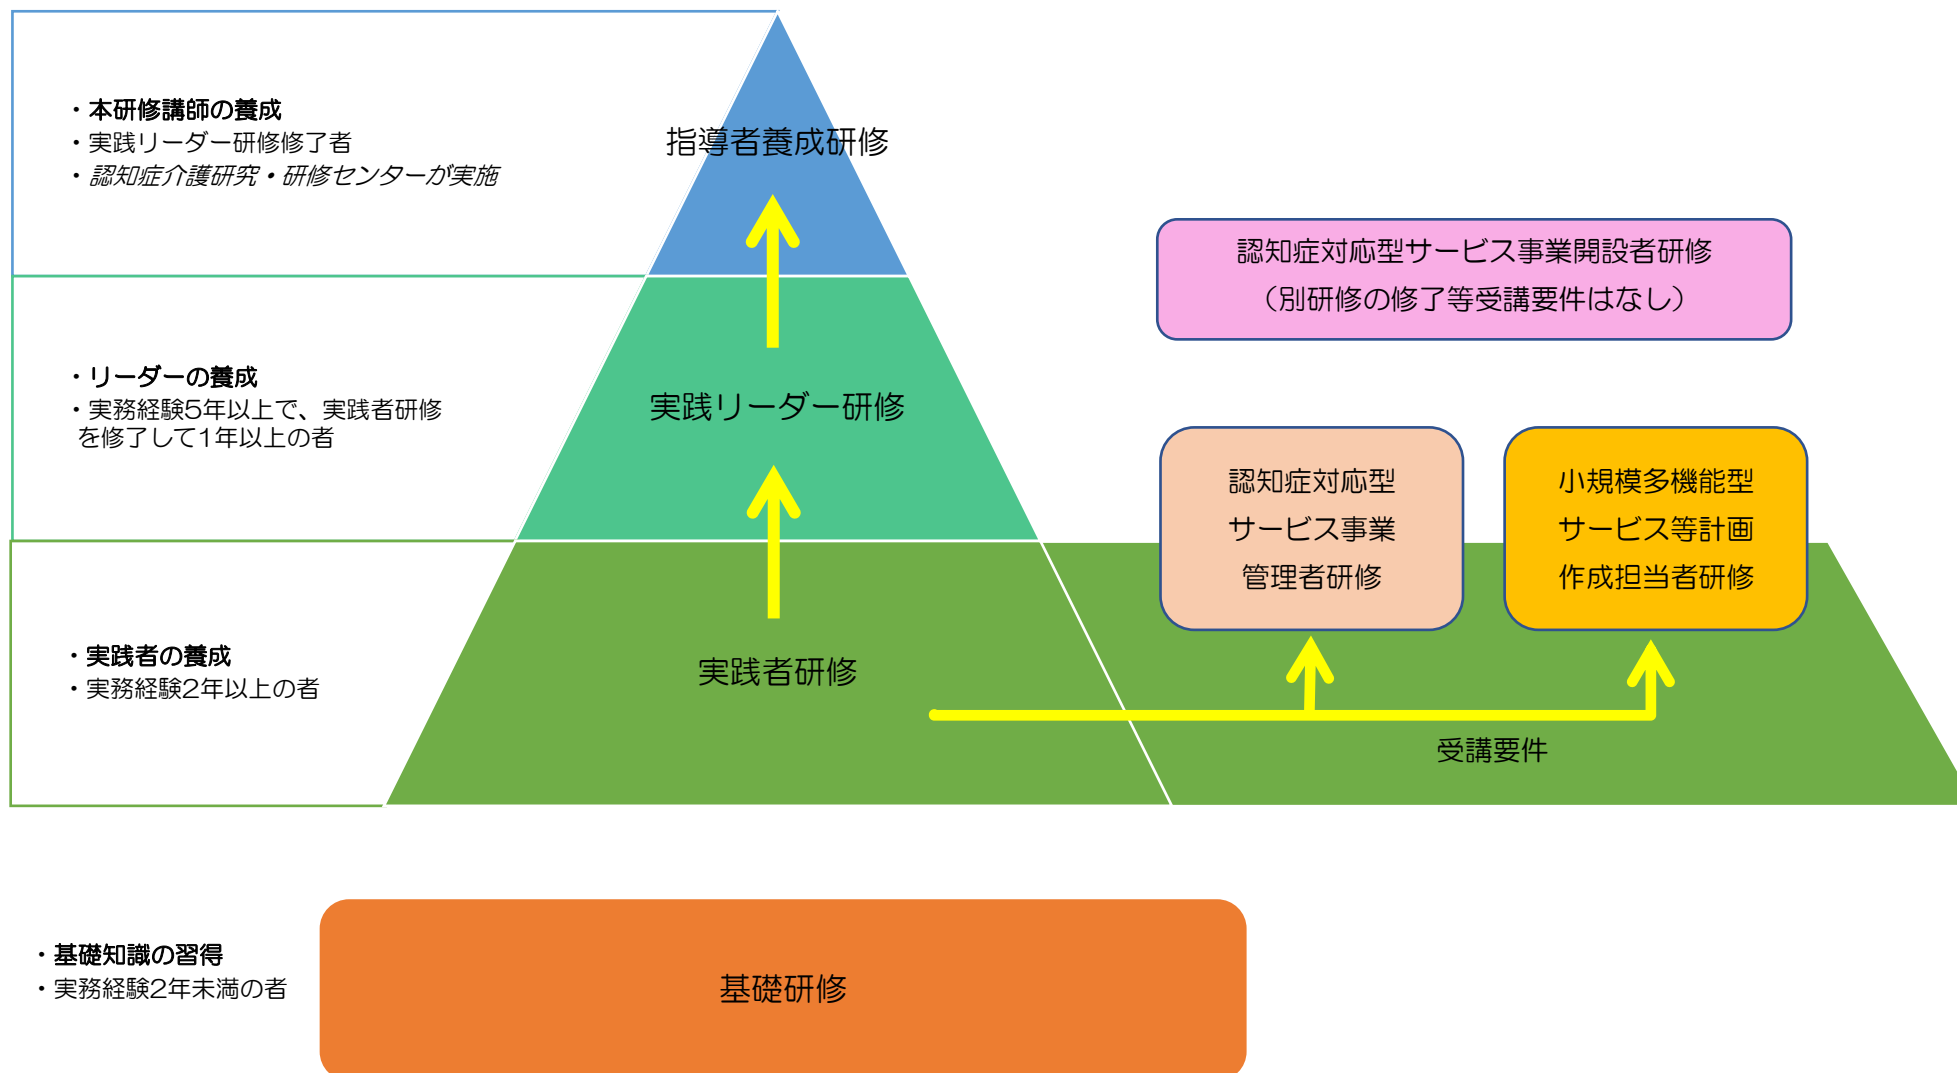 ・本研修講師の養成
・実践リーダー研修修了者
・認知症介護研究・研修センターが実施
指導者養成研修
認知症対応型サービス事業開設者研修
（別研修の修了等受講要件はなし）
・リーダーの養成
・実務経験5年以上で、実践者研修
を修了して1年以上の者
実践リーダー研修
認知症対応型
サービス事業
管理者研修
小規模多機能型
サービス等計画
作成担当者研修
・実践者の養成
・実務経験2年以上の者
実践者研修
受講要件
・基礎知識の習得
・実務経験2年未満の者
基礎研修